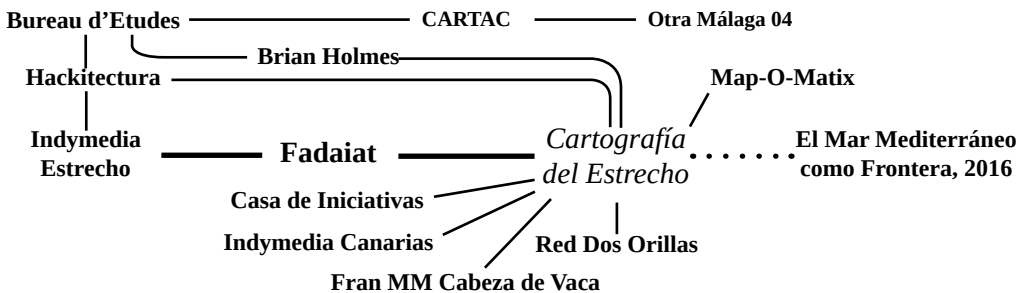 Bureau d’Etudes
CARTAC
Otra Málaga 04
Brian Holmes
Hackitectura
Map-O-Matix
Indymedia
Estrecho
Fadaiat
Cartografía
del Estrecho
El Mar Mediterráneo
como Frontera, 2016
Casa de Iniciativas
Indymedia Canarias
Red Dos Orillas
Fran MM Cabeza de Vaca